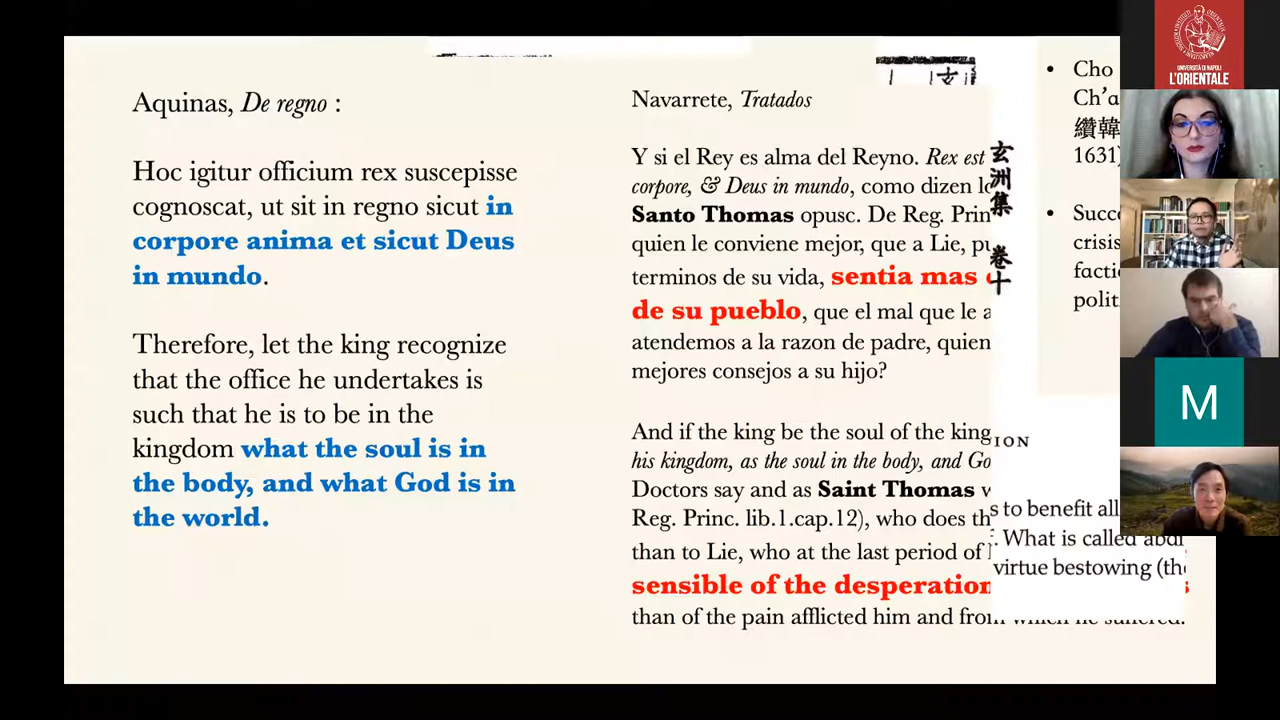 Aquinas, De regno :
Hoc igitur officium rex suscepisse
cognoscat, ut sit in regno sicut in
corpore anima et sicut Deus
in mundo.
Therefore, let the king recognize
that the office he undertakes is
such that he is to be in the
kingdom what the soul is in
the body, and what God is in
the world.
Navarrete, Tratados
Y si el Rey es alma del Reyno. Rex est
corpore, & Deus in mundo, como dizen
Santo Thomas opusc. De Reg. Prin
quien le conviene mejor, que a Lie, pu
terminos de su vida, sentia mas
de su pueblo, que el mal que le a
atendemos a la razon de padre, quien
mejores consejos a su hijo?
And if the king be the soul of the king
his kingdom, as the soul in the body, and Go
Doctors say and as Saint Thomas
Reg. Princ. lib.1.cap.12), who does th
than to Lie, who at the last period of
sensible of the desperation
than of the pain afflicted him and from which he suffered.
玄
玄洲集 卷十
ION
s to benefit all
. What is called
virtue bestowing (the
• Cho
Ch'a
纘韓
1631)
• Succ
crisis
facti
polit
UNIVERSITÀ DI NAPOLI
L'ORIENTALE
M